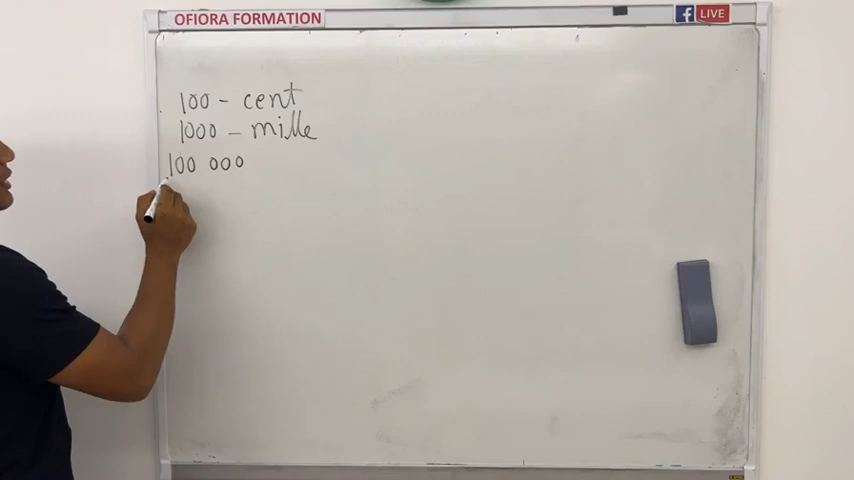 OFIORA FORMATION
f LIVE
100 - cent
1000 - mille
100 000